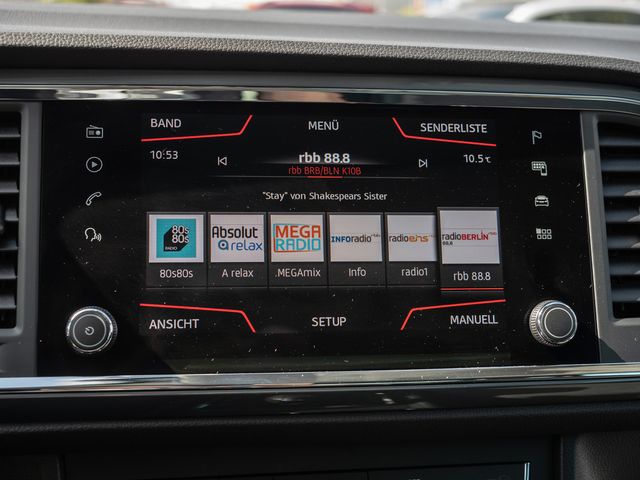 BAND
MENÜ
SENDERLISTE
10:53
rbb 88.8
10.5°C
rbb BRB/BLN K10B
"Stay" von Shakespears Sister
80s
80s
RADIO
Absolut
relax
MEGA
RADIO
INFOradio
radioeins
radioBERLIN
88.8
80s80s
A relax
.MEGAmix
Info
radio1
rbb 88.8
ANSICHT
SETUP
MANUELL